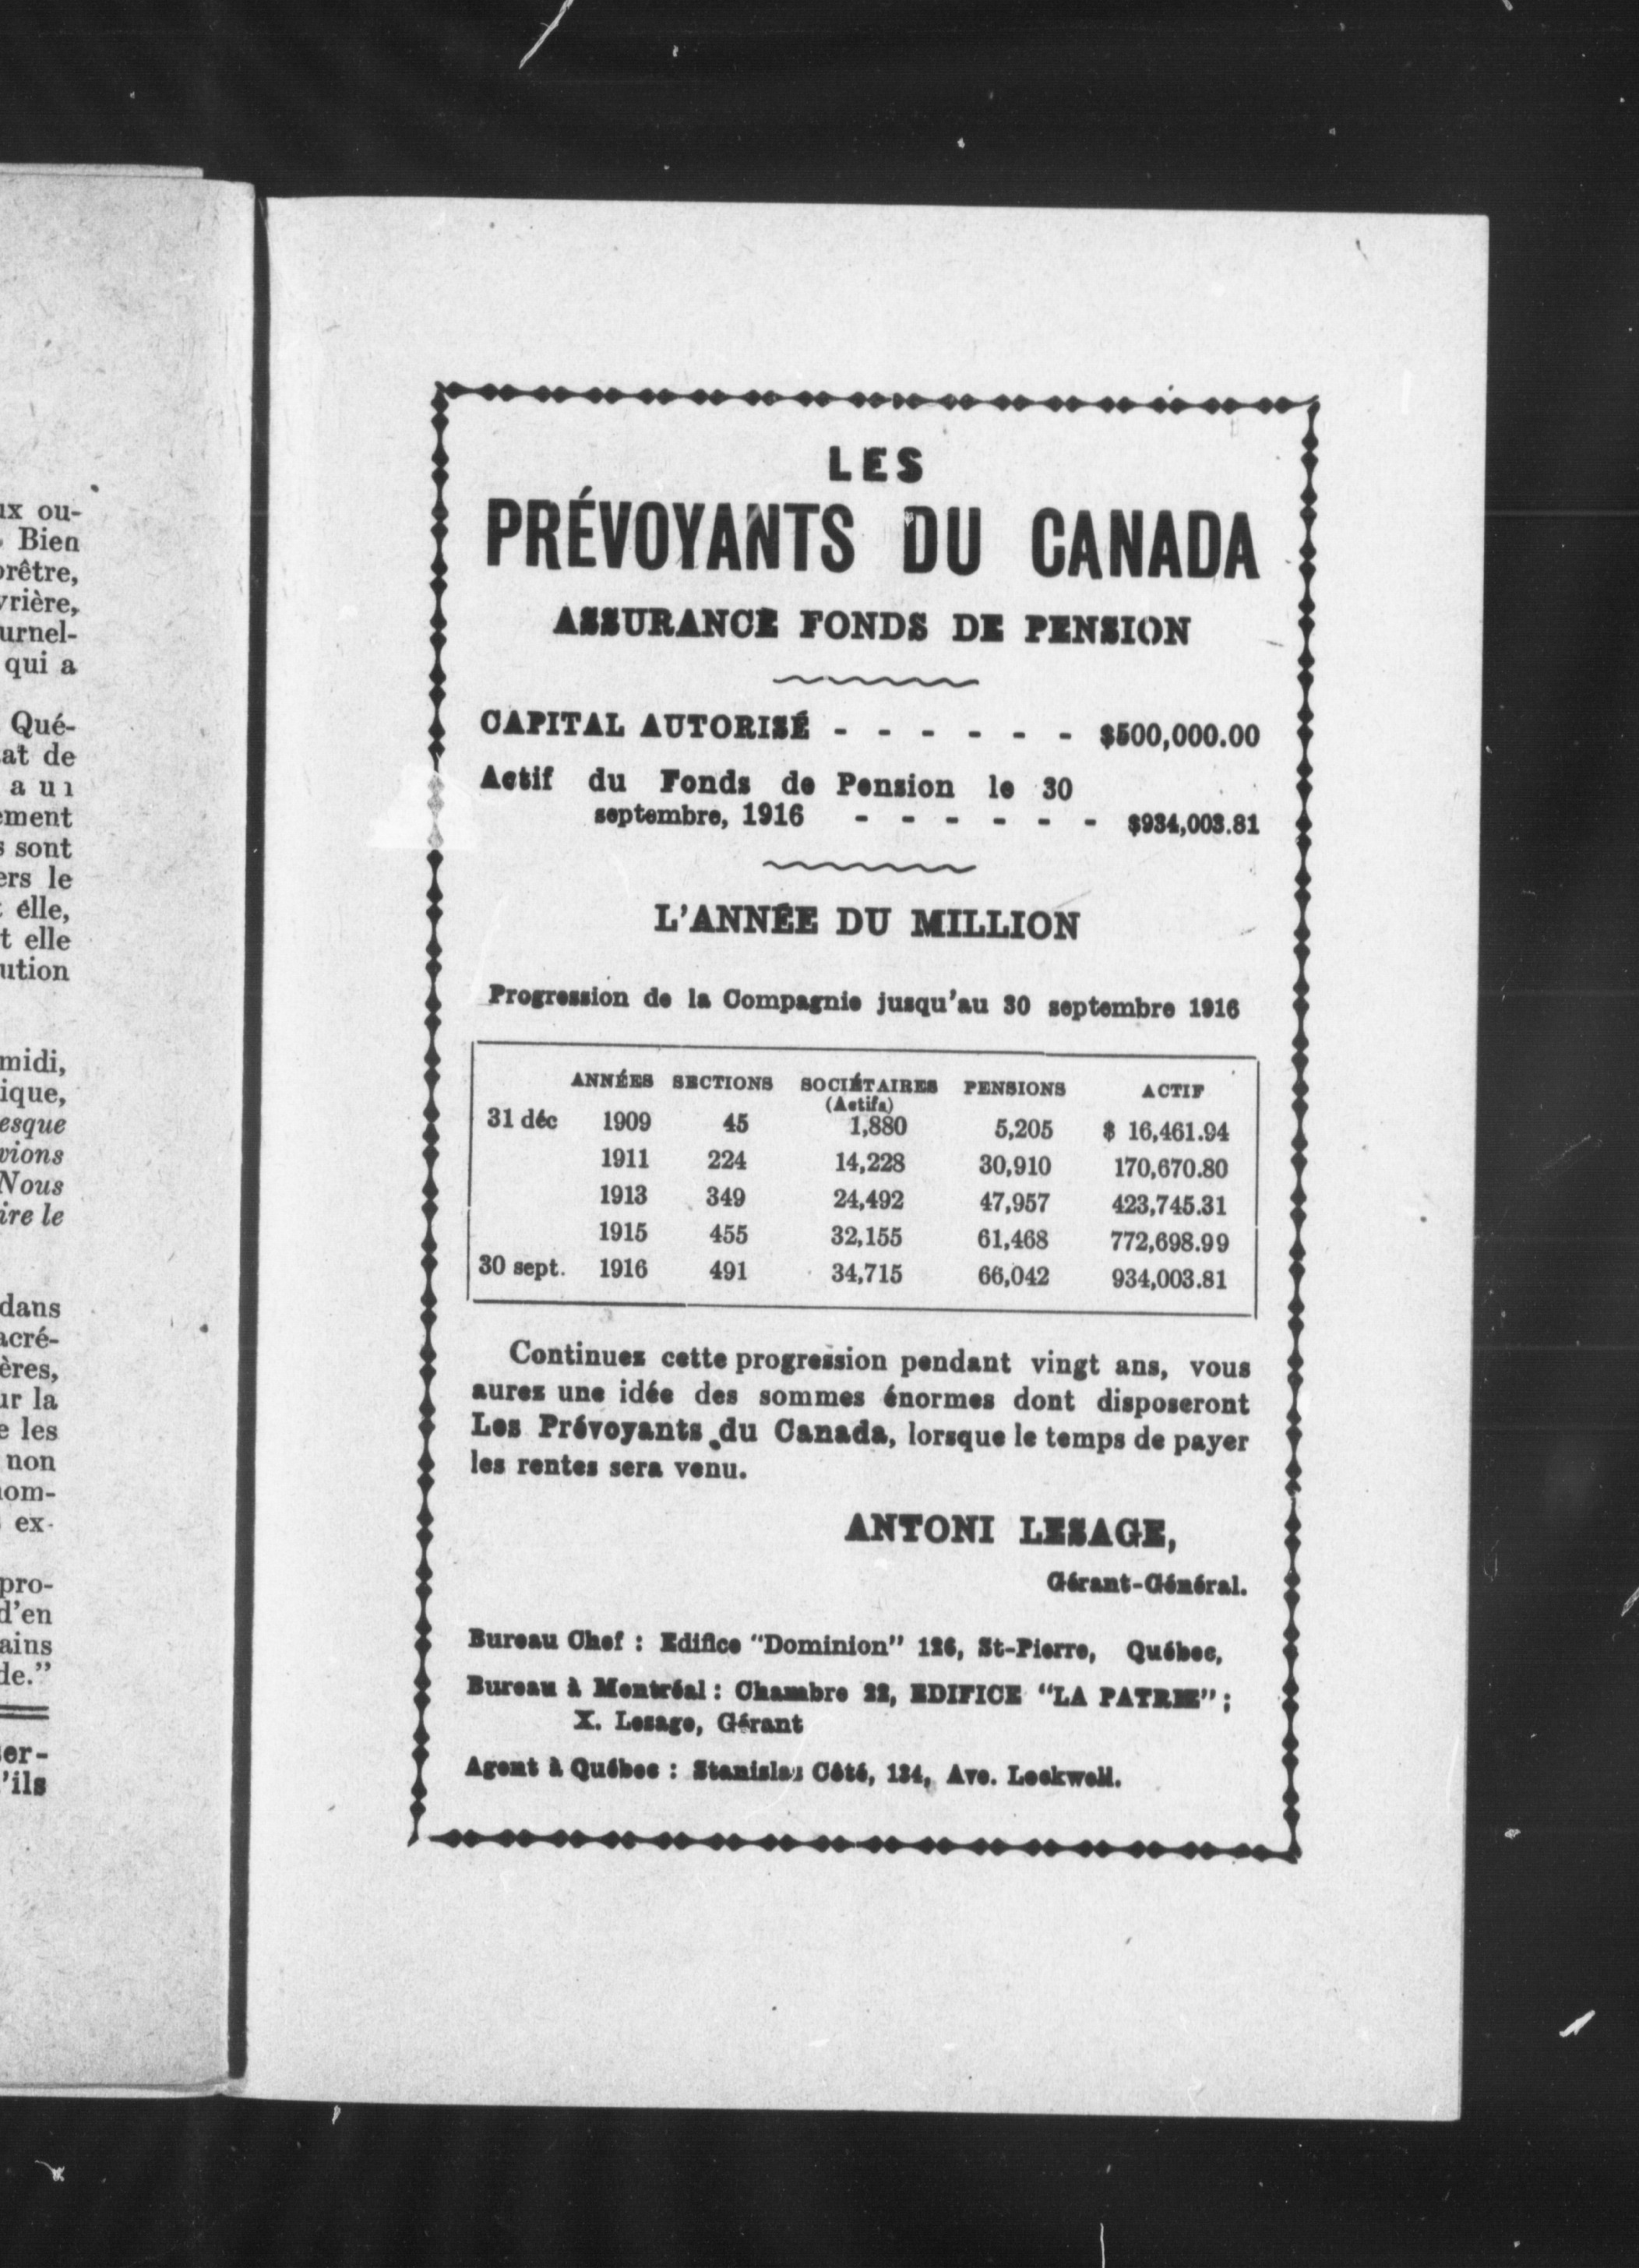 ux ou-
Bien
prêtre,
vrière,
urnel-
qui a
Qué-
tat de
ement
s sont
ers le
elle,
t elle
ution
midi,
ique,
esque
vions
Nous
ire le
dans
acré-
ères,
ur la
e les
non
nom-
ex-
pro-
d'en
ains
de."
ser-
'ils
LES
PRÉVOYANTS DU CANADA
ASSURANCE FONDS DE PENSION
CAPITAL AUTORISÉ - - - - - - $500,000.00
Actif du Fonds de Pension le 30
septembre, 1916 - - - - - - $934,003.81
L'ANNÉE DU MILLION
Progression de la Compagnie jusqu'au 30 septembre 1916
ANNÉES SECTIONS SOCIÉTAIRES PENSIONS ACTIF
(Actifs)
31 déc 1909 45 1,880 5,205 $ 16,461.94
1911 224 14,228 30,910 170,670.80
1913 349 24,492 47,957 423,745.31
1915 455 32,155 61,468 772,698.99
30 sept. 1916 491 34,715 66,042 934,003.81
Continuez cette progression pendant vingt ans, vous
aurez une idée des sommes énormes dont disposeront
Les Prévoyants du Canada, lorsque le temps de payer
les rentes sera venu.
ANTONI LESAGE,
Gérant-Général.
Bureau Chef : Edifice "Dominion" 126, St-Pierre, Québec,
Bureau à Montréal : Chambre 22, EDIFICE "LA PATRIE" ;
X. Lesage, Gérant
Agent à Québec : Stanislas Côté, 134, Ave. Lockwell.